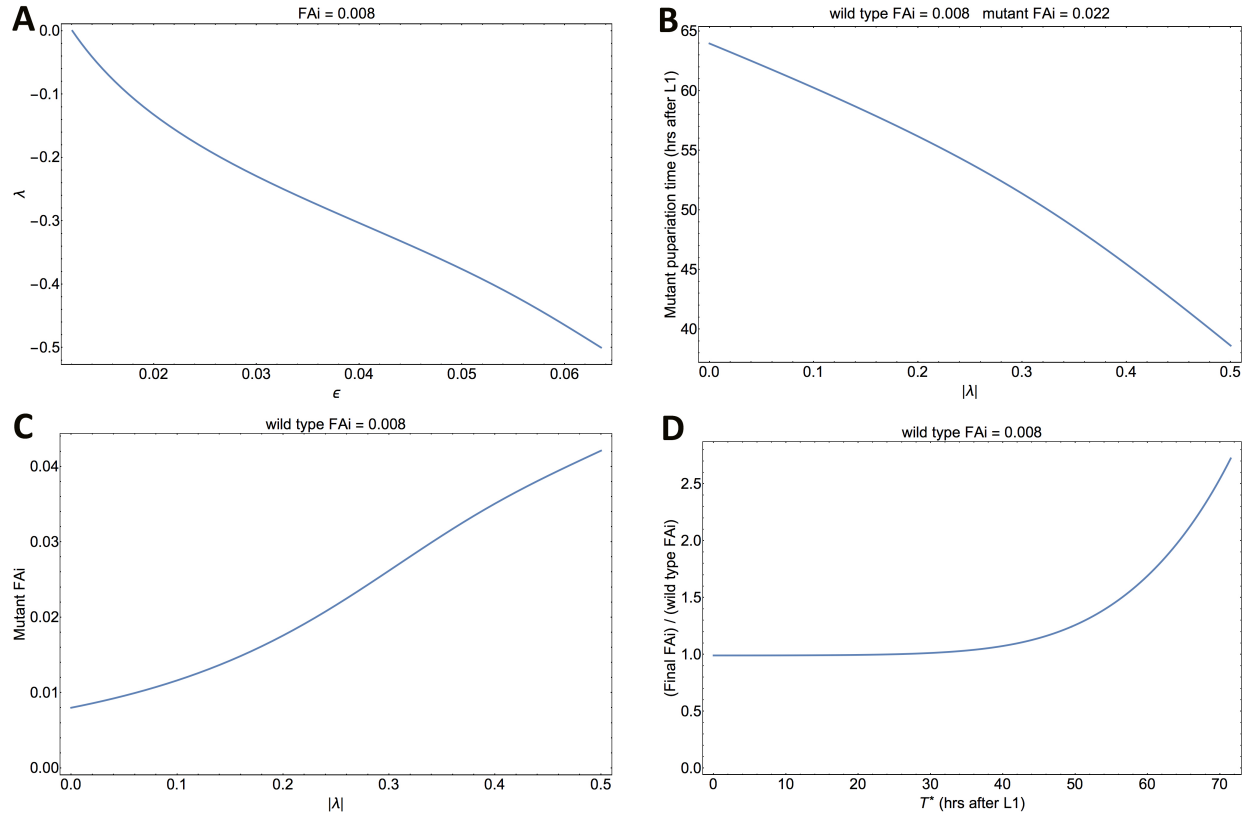 A
FAi = 0.008
0.0
−0.1
−0.2
−0.3
−0.4
−0.5
λ
0.02 0.03 0.04 0.05 0.06
ϵ
B
wild type FAi = 0.008 mutant FAi = 0.022
65
60
55
50
45
40
Mutant pupariation time (hrs after L1)
0.0 0.1 0.2 0.3 0.4 0.5
|λ|
C
wild type FAi = 0.008
0.04
0.03
0.02
0.01
0.00
Mutant FAi
0.0 0.1 0.2 0.3 0.4 0.5
|λ|
D
wild type FAi = 0.008
2.5
2.0
1.5
1.0
0.5
0.0
(Final FAi) / (wild type FAi)
0 10 20 30 40 50 60 70
T* (hrs after L1)